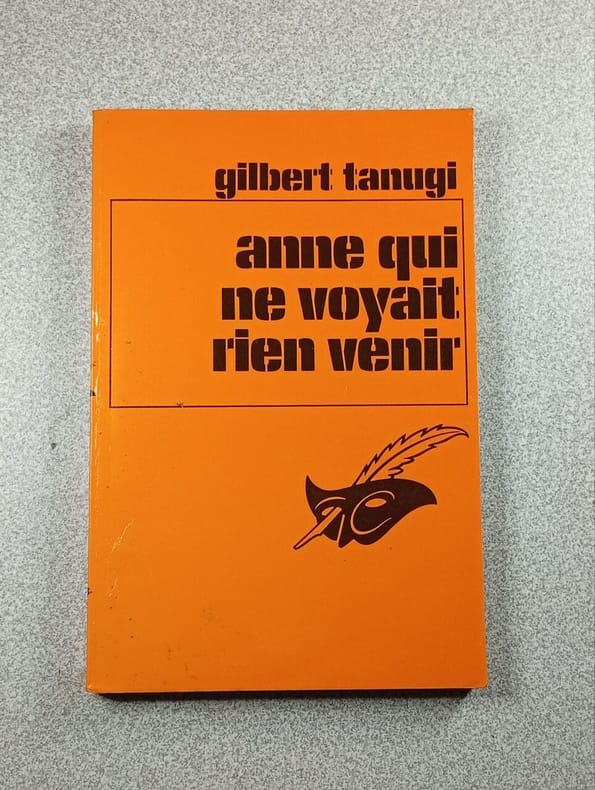 gilbert tanugi
anne qui
ne voyait
rien venir